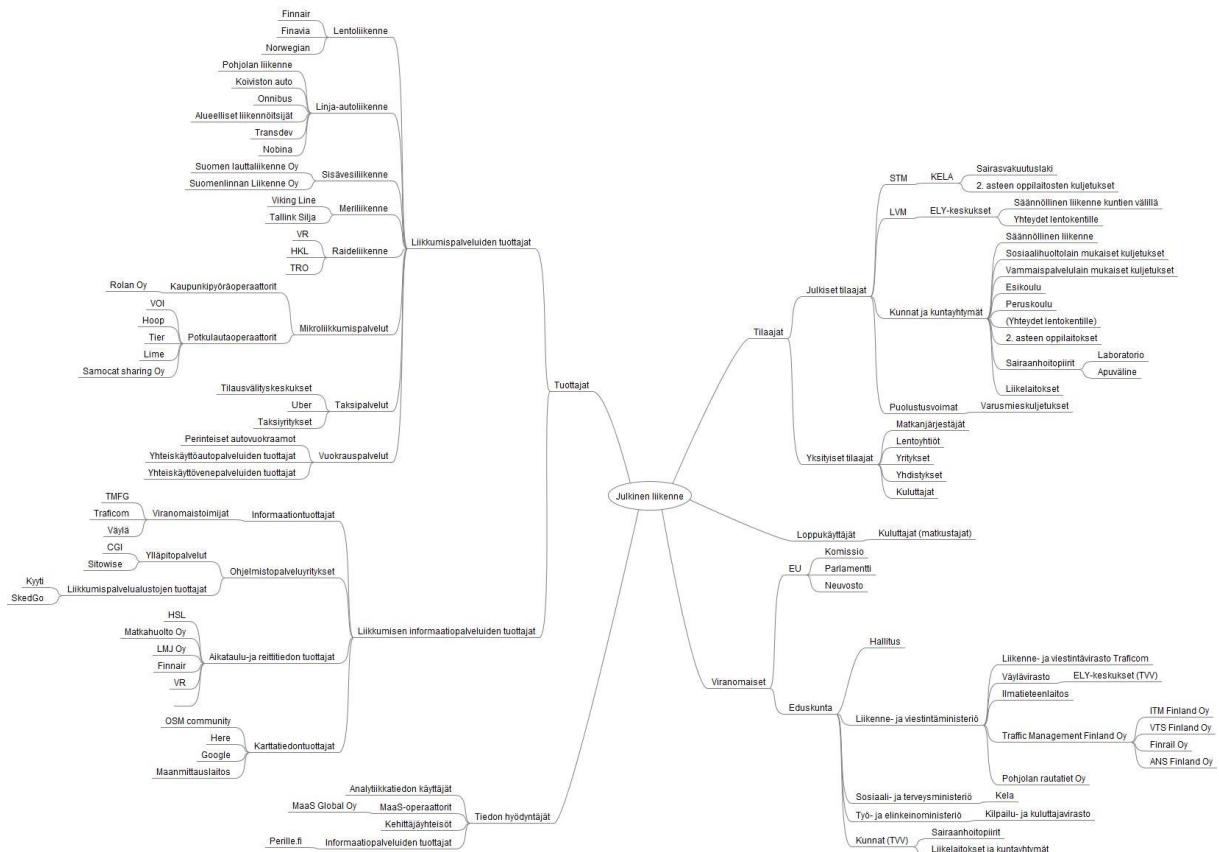 Julkinen liikenne
Tuottajat
Liikkumispalveluiden tuottajat
Lentoliikenne
Finnair
Finavia
Norwegian
Linja-autoliikenne
Pohjolan liikenne
Koiviston auto
Onnibus
Alueelliset liikennöitsijät
Transdev
Nobina
Sisävesiliikenne
Suomen lauttaliikenne Oy
Suomenlinnan Liikenne Oy
Meriliikenne
Viking Line
Tallink Silja
Raideliikenne
VR
HKL
TRO
Mikroliikkumispalvelut
Kaupunkipyöräoperaattorit
Rolan Oy
Potkulautaoperaattorit
VOI
Hoop
Tier
Lime
Samocat sharing Oy
Taksipalvelut
Tilausvälityskeskukset
Uber
Taksiyritykset
Vuokrauspalvelut
Perinteiset autovuokraamot
Yhteiskäyttöautopalveluiden tuottajat
Yhteiskäyttövenepalveluiden tuottajat
Liikkumisen informaatiopalveluiden tuottajat
Informaationtuottajat
Viranomaistoimijat
TMFG
Traficom
Väylä
Ohjelmistopalveluyritykset
Ylläpitopalvelut
CGI
Sitowise
Liikkumispalvelualustojen tuottajat
Kyyti
SkedGo
Aikataulu-ja reittitiedon tuottajat
HSL
Matkahuolto Oy
LMJ Oy
Finnair
VR
Karttatiedontuottajat
OSM community
Here
Google
Maanmittauslaitos
Tiedon hyödyntäjät
Analytiikkatiedon käyttäjät
MaaS-operaattorit
MaaS Global Oy
Kehittäjäyhteisöt
Informaatiopalveluiden tuottajat
Perille.fi
Tilaajat
Julkiset tilaajat
STM
KELA
Sairasvakuutuslaki
2. asteen oppilaitosten kuljetukset
LVM
ELY-keskukset
Säännöllinen liikenne kuntien välillä
Yhteydet lentokentille
Kunnat ja kuntayhtymät
Säännöllinen liikenne
Sosiaalihuoltolain mukaiset kuljetukset
Vammaispalvelulain mukaiset kuljetukset
Esikoulu
Peruskoulu
(Yhteydet lentokentille)
2. asteen oppilaitokset
Sairaanhoitopiirit
Laboratorio
Apuväline
Liikelaitokset
Puolustusvoimat
Varusmieskuljetukset
Yksityiset tilaajat
Matkanjärjestäjät
Lentoyhtiöt
Yritykset
Yhdistykset
Kuluttajat
Loppukäyttäjät
Kuluttajat (matkustajat)
Viranomaiset
EU
Komissio
Parlamentti
Neuvosto
Eduskunta
Hallitus
Liikenne- ja viestintäministeriö
Liikenne- ja viestintävirasto Traficom
Väylävirasto
ELY-keskukset (TVV)
Ilmatieteenlaitos
Traffic Management Finland Oy
ITM Finland Oy
VTS Finland Oy
Finrail Oy
ANS Finland Oy
Pohjolan rautatiet Oy
Sosiaali- ja terveysministeriö
Kela
Työ- ja elinkeinoministeriö
Kilpailu- ja kuluttajavirasto
Kunnat (TVV)
Sairaanhoitopiirit
Liikelaitokset ja kuntayhtymät